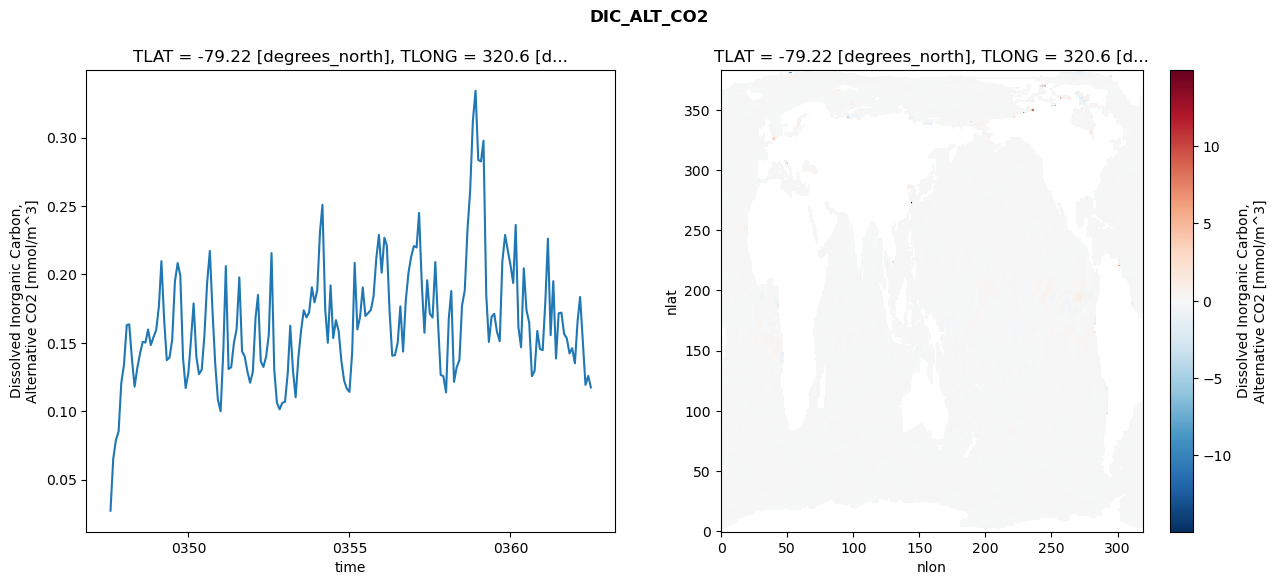 DIC_ALT_CO2
TLAT = -79.22 [degrees_north], TLONG = 320.6 [d...
0.30
0.25
0.20
0.15
0.10
0.05
0350
0355
0360
time
Dissolved Inorganic Carbon,
Alternative CO2 [mmol/m^3]
TLAT = -79.22 [degrees_north], TLONG = 320.6 [d...
350
300
250
200
150
100
50
0
0
50
100
150
200
250
300
nlon
nlat
10
5
0
−5
−10
Dissolved Inorganic Carbon,
Alternative CO2 [mmol/m^3]